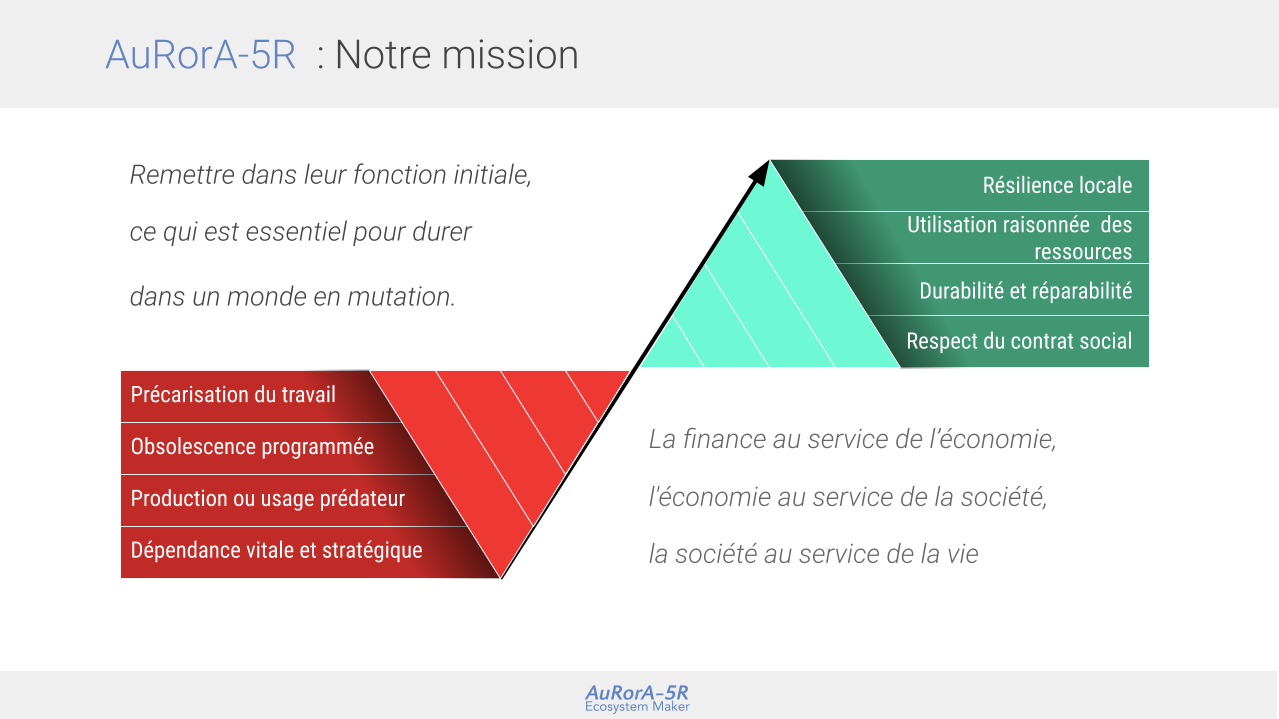 AuRorA-5R : Notre mission
Remettre dans leur fonction initiale,
ce qui est essentiel pour durer
dans un monde en mutation.
Résilience locale
Utilisation raisonnée des
ressources
Durabilité et réparabilité
Respect du contrat social
Précarisation du travail
Obsolescence programmée
Production ou usage prédateur
Dépendance vitale et stratégique
La finance au service de l'économie,
l'économie au service de la société,
la société au service de la vie
AuRorA-5R
Ecosystem Maker